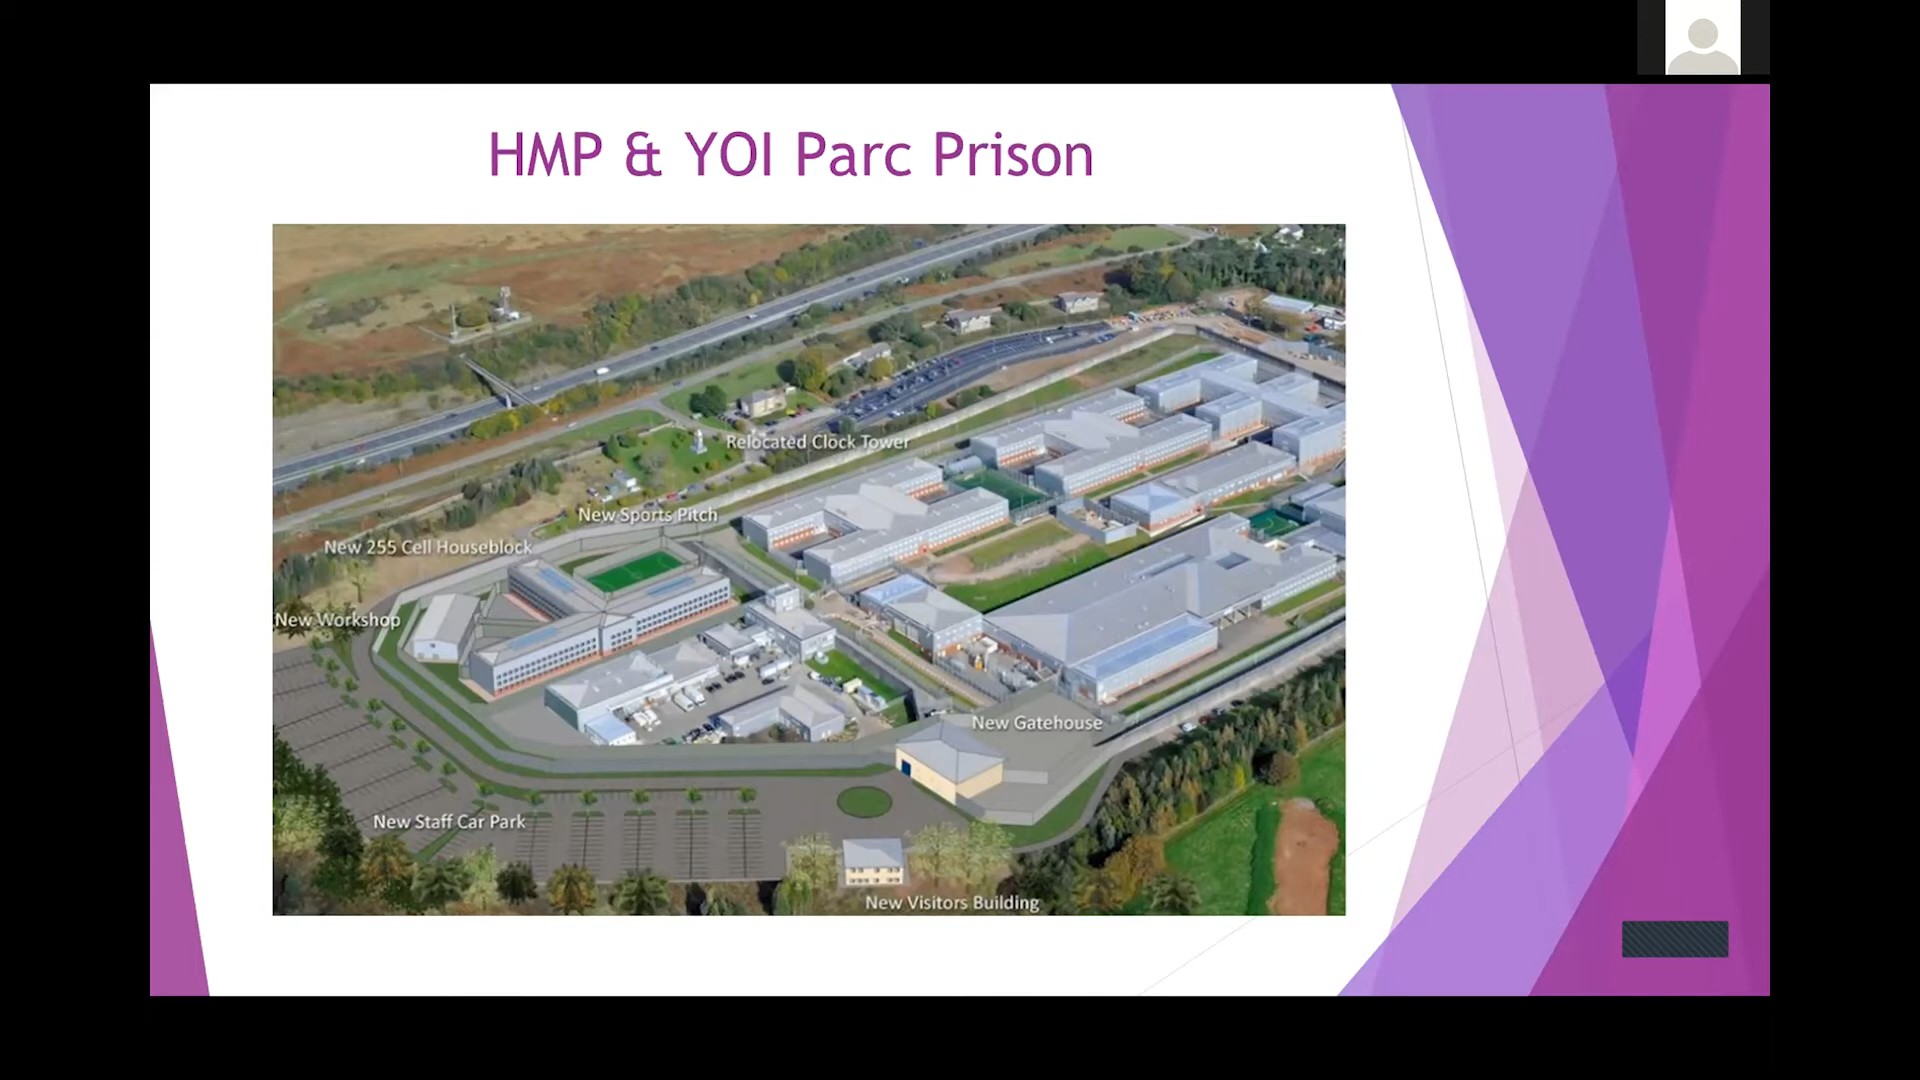 HMP & YOI Parc Prison
Relocated Clock Tower
New Sports Pitch
New 255 Cell Houseblock
New Workshop
New Gatehouse
New Staff Car Park
New Visitors Building